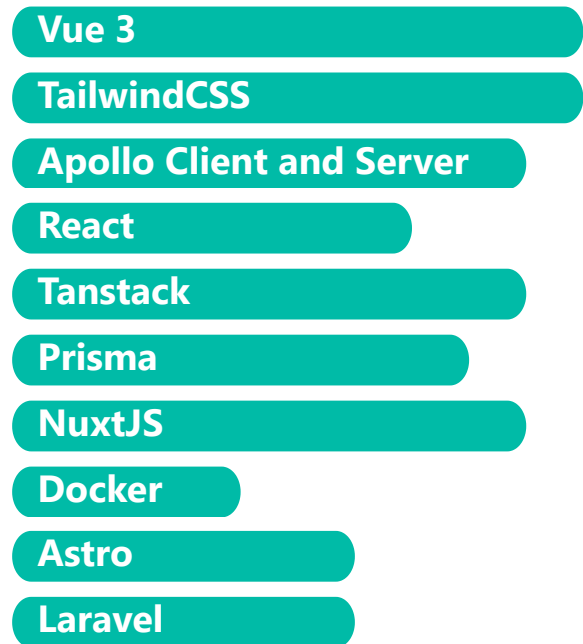 Vue 3
TailwindCSS
Apollo Client and Server
React
Tanstack
Prisma
NuxtJS
Docker
Astro
Laravel